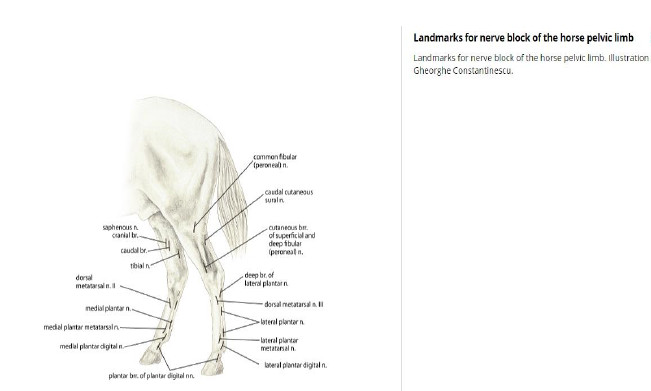 Landmarks for nerve block of the horse pelvic limb
Landmarks for nerve block of the horse pelvic limb. Illustration
Gheorghe Constantinescu.
common fibular
(peroneal) n.
caudal cutaneous
sural n.
saphenous n.
cranial br.
caudal br.
tibial n.
cutaneous brr.
of superficial and
deep fibular
(peroneal) n.
dorsal
metatarsal n. II
deep br. of
lateral plantar n.
medial plantar n.
dorsal metatarsal n. III
medial plantar metatarsal n.
lateral plantar n.
medial plantar digital n.
lateral plantar
metatarsal n.
lateral plantar digital n.
plantar brr. of plantar digital nn.